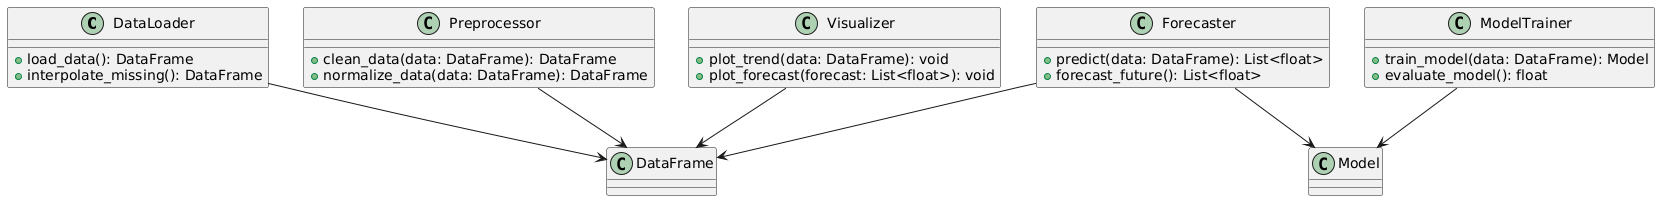 DataLoader
+load_data(): DataFrame
+interpolate_missing(): DataFrame
Preprocessor
+clean_data(data: DataFrame): DataFrame
+normalize_data(data: DataFrame): DataFrame
Visualizer
+plot_trend(data: DataFrame): void
+plot_forecast(forecast: List<float>): void
Forecaster
+predict(data: DataFrame): List<float>
+forecast_future(): List<float>
ModelTrainer
+train_model(data: DataFrame): Model
+evaluate_model(): float
DataFrame
Model